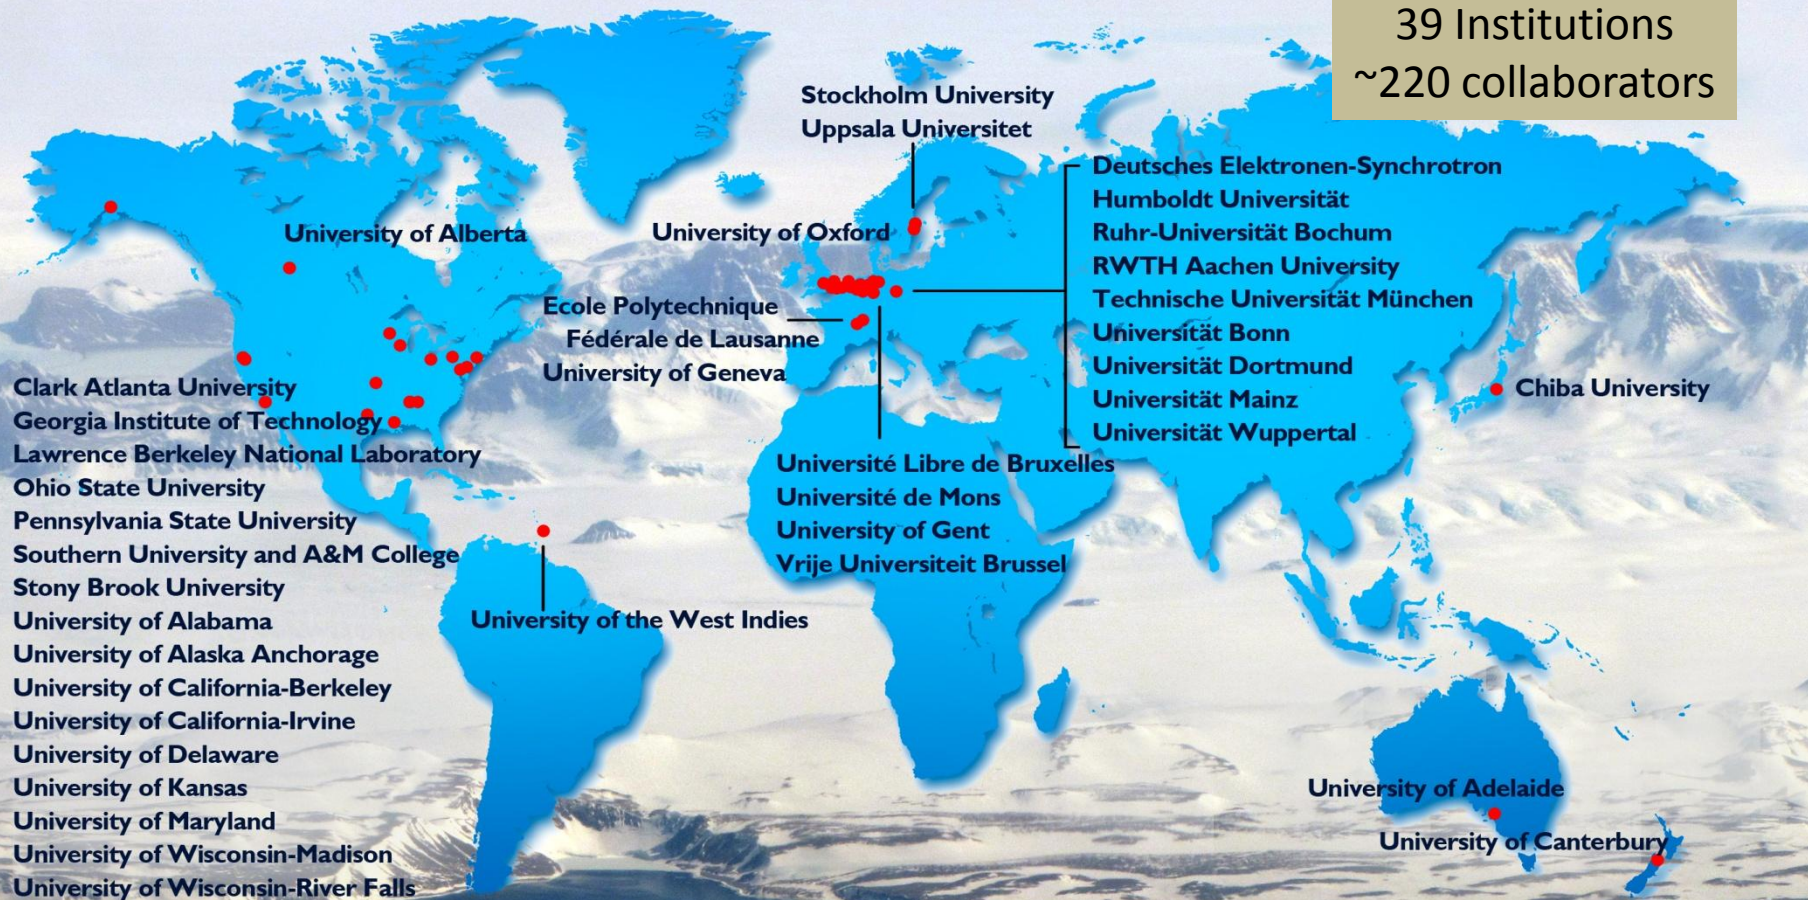 39 Institutions
~220 collaborators
Stockholm University
Uppsala Universitet
Deutsches Elektronen-Synchrotron
Humboldt Universität
Ruhr-Universität Bochum
RWTH Aachen University
Technische Universität München
Universität Bonn
Universität Dortmund
Universität Mainz
Universität Wuppertal
University of Alberta
University of Oxford
Ecole Polytechnique
Fédérale de Lausanne
University of Geneva
Chiba University
Clark Atlanta University
Georgia Institute of Technology
Lawrence Berkeley National Laboratory
Ohio State University
Pennsylvania State University
Southern University and A&M College
Stony Brook University
University of Alabama
University of Alaska Anchorage
University of California-Berkeley
University of California-Irvine
University of Delaware
University of Kansas
University of Maryland
University of Wisconsin-Madison
University of Wisconsin-River Falls
Université Libre de Bruxelles
Université de Mons
University of Gent
Vrije Universiteit Brussel
University of the West Indies
University of Adelaide
University of Canterbury